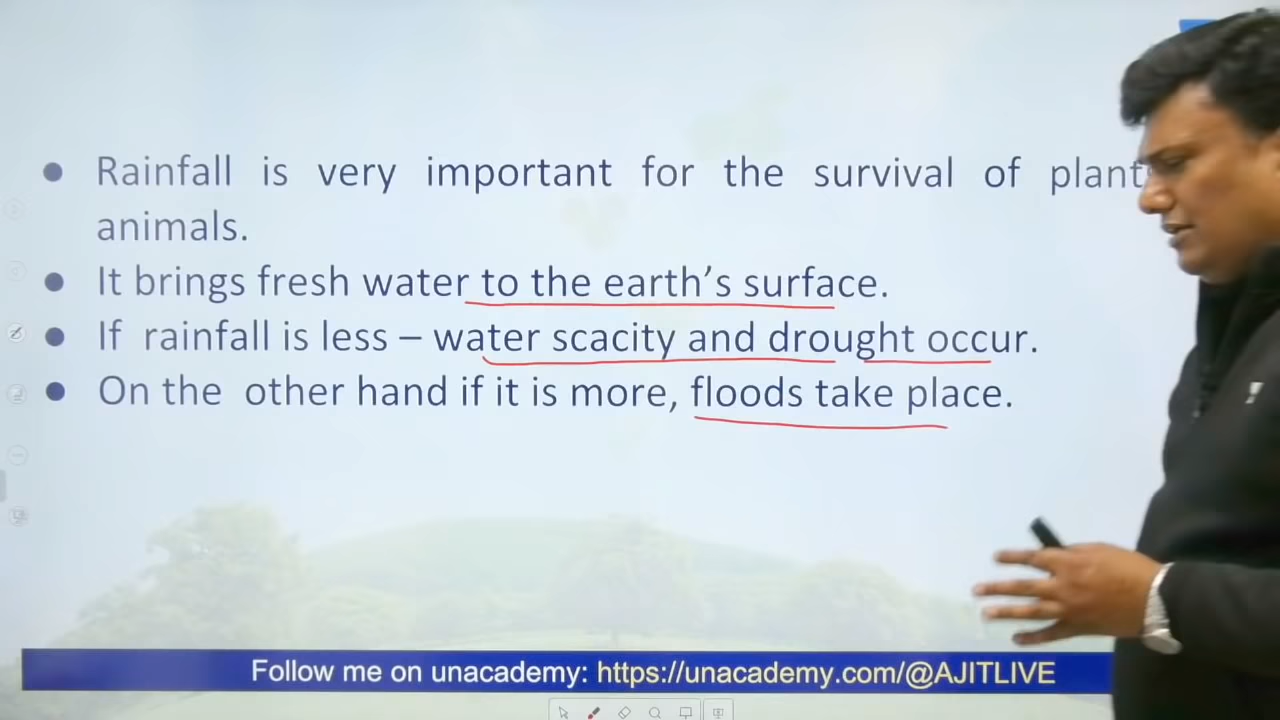 ● Rainfall is very important for the survival of plant
animals.
● It brings fresh water to the earth's surface.
● If rainfall is less – water scacity and drought occur.
● On the other hand if it is more, floods take place.
Follow me on unacademy: https://unacademy.com/@AJITLIVE